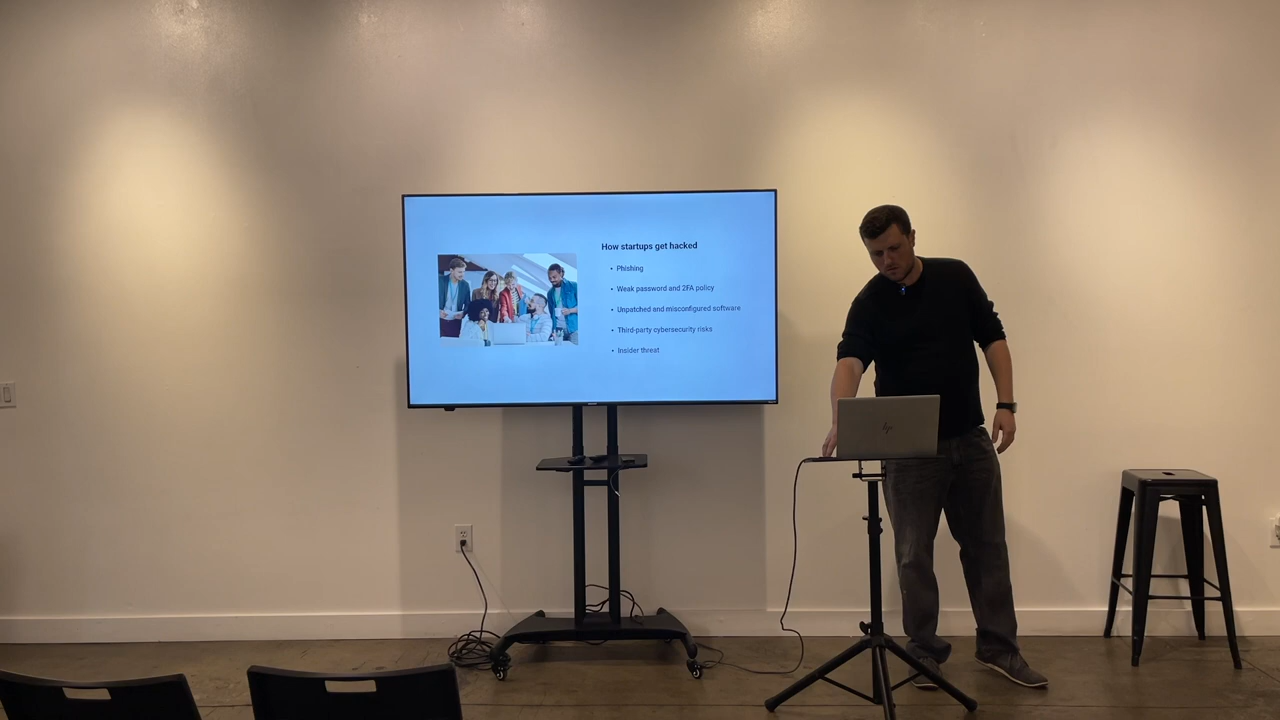 How startups get hacked
• Phishing
• Weak password and 2FA policy
• Unpatched and misconfigured software
• Third-party cybersecurity risks
• Insider threat
hp